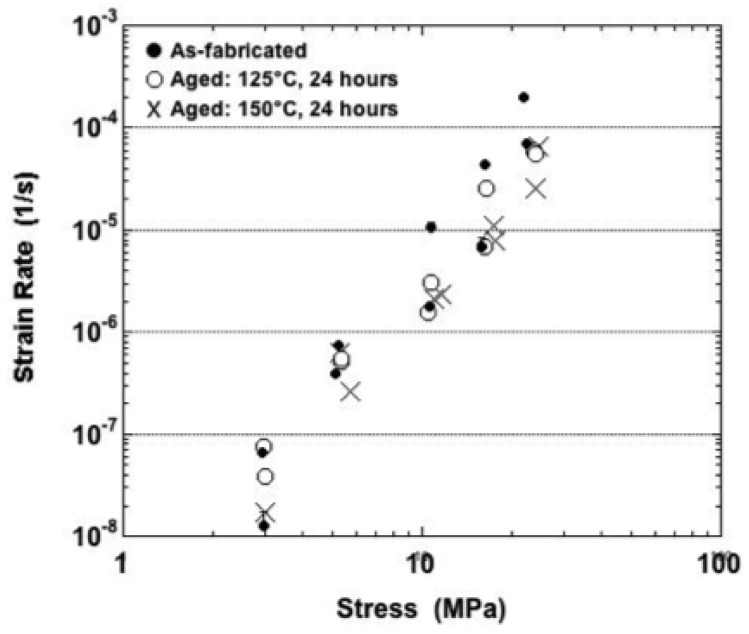 10⁻³
As-fabricated
Aged: 125°C, 24 hours
Aged: 150°C, 24 hours
10⁻⁴
10⁻⁵
10⁻⁶
10⁻⁷
10⁻⁸
Strain Rate (1/s)
1 10 100
Stress (MPa)